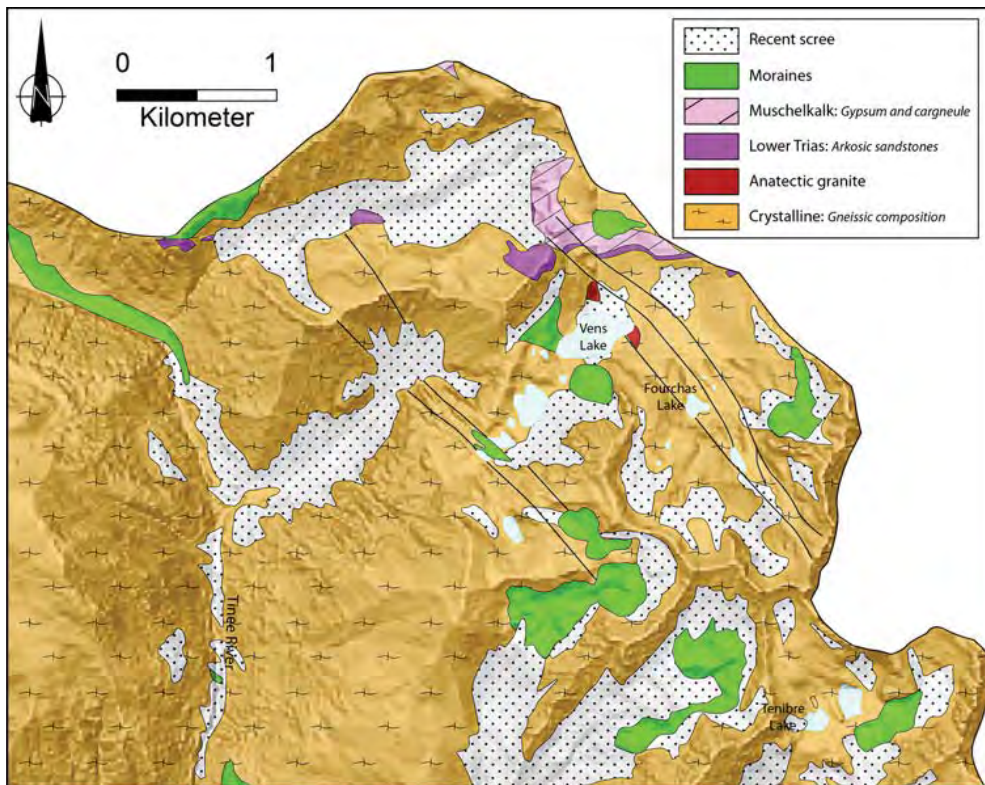 N
0 1
Kilometer
Recent scree
Moraines
Muschelkalk: Gypsum and cargneule
Lower Trias: Arkosic sandstones
Anatectic granite
Crystalline: Gneissic composition
Vens
Lake
Fourchas
Lake
Tinee River
Tenibre
Lake